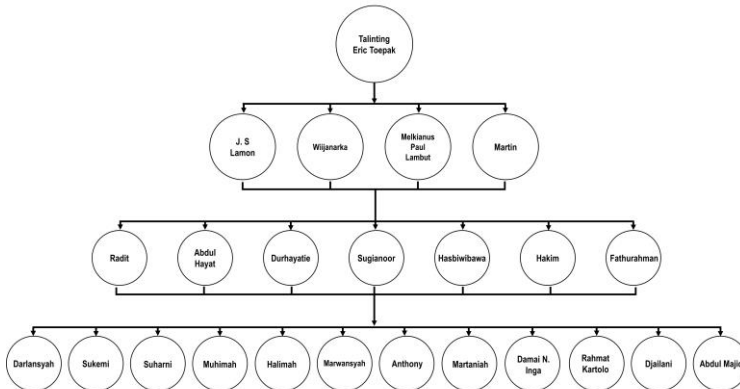 Talinting
Eric Toepak
J. S
Lamon
Wiijanarka
Melkianus
Paul
Lambut
Martin
Radit
Abdul
Hayat
Durhayatie
Sugianoor
Hasbiwibawa
Hakim
Fathurahman
Darlansyah
Sukemi
Suharni
Muhimah
Halimah
Marwansyah
Anthony
Martaniah
Damai N.
Inga
Rahmat
Kartolo
Djailani
Abdul Majid